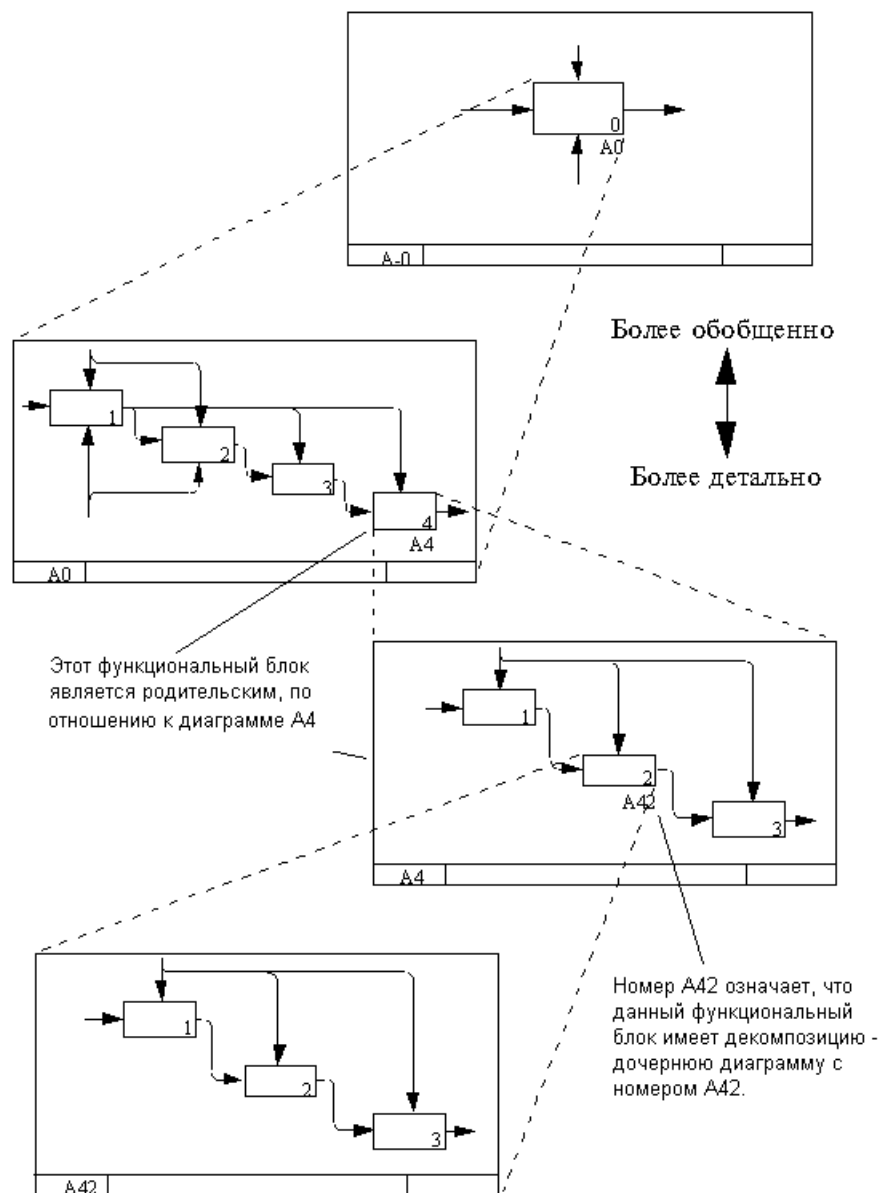 0
A0
A-0
Более обобщенно
Более детально
1
2
3
4
A4
A0
Этот функциональный блок
является родительским, по
отношению к диаграмме А4
1
2
A42
3
A4
Номер А42 означает, что
данный функциональный
блок имеет декомпозицию -
дочернюю диаграмму с
номером А42.
1
2
3
A42